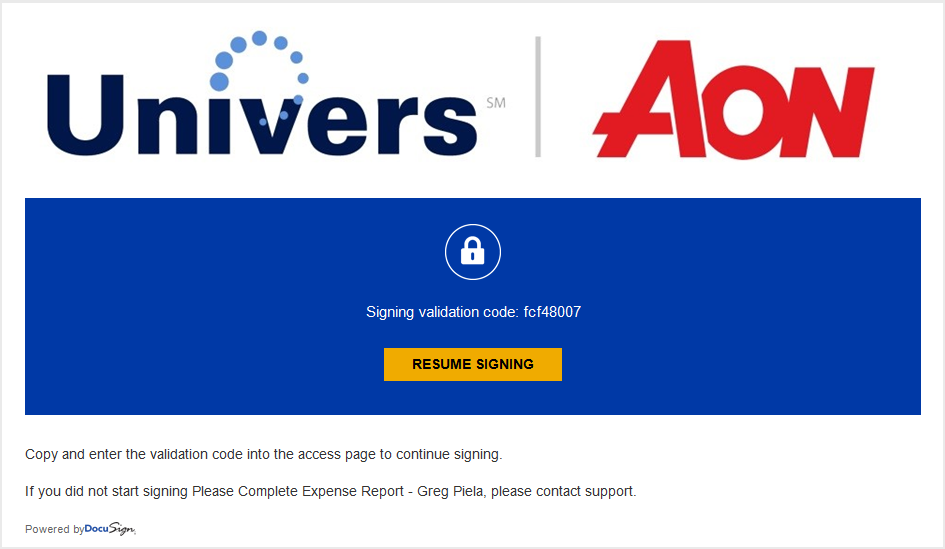 Univers SM AON
Signing validation code: fcf48007
RESUME SIGNING
Copy and enter the validation code into the access page to continue signing.
If you did not start signing Please Complete Expense Report - Greg Piela, please contact support.
Powered by DocuSign